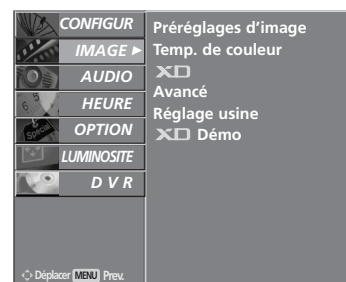 CONFIGUR
IMAGE ►
AUDIO
HEURE
OPTION
LUMINOSITE
D V R
Préréglages d’image
Temp. de couleur
XD
Avancé
Réglage usine
XD Démo
Déplacer MENU Prev.